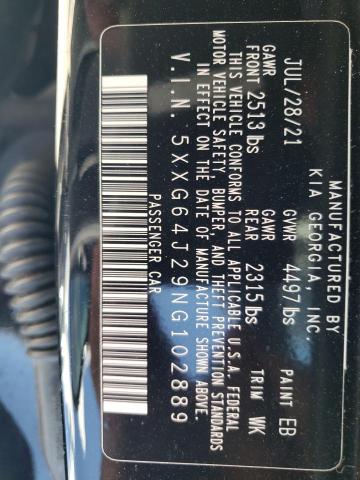 MANUFACTURED BY
KIA GEORGIA, INC.
JUL/28/21 GVWR 4497lbs
GAWR FRONT 2513lbs GAWR REAR 2315lbs
THIS VEHICLE CONFORMS TO ALL APPLICABLE U.S.A. FEDERAL
MOTOR VEHICLE SAFETY, BUMPER, AND THEFT PREVENTION STANDARDS
IN EFFECT ON THE DATE OF MANUFACTURE SHOWN ABOVE.
PAINT EB
TRIM WK
V.I.N. 5XXG64J29NG102889
PASSENGER CAR